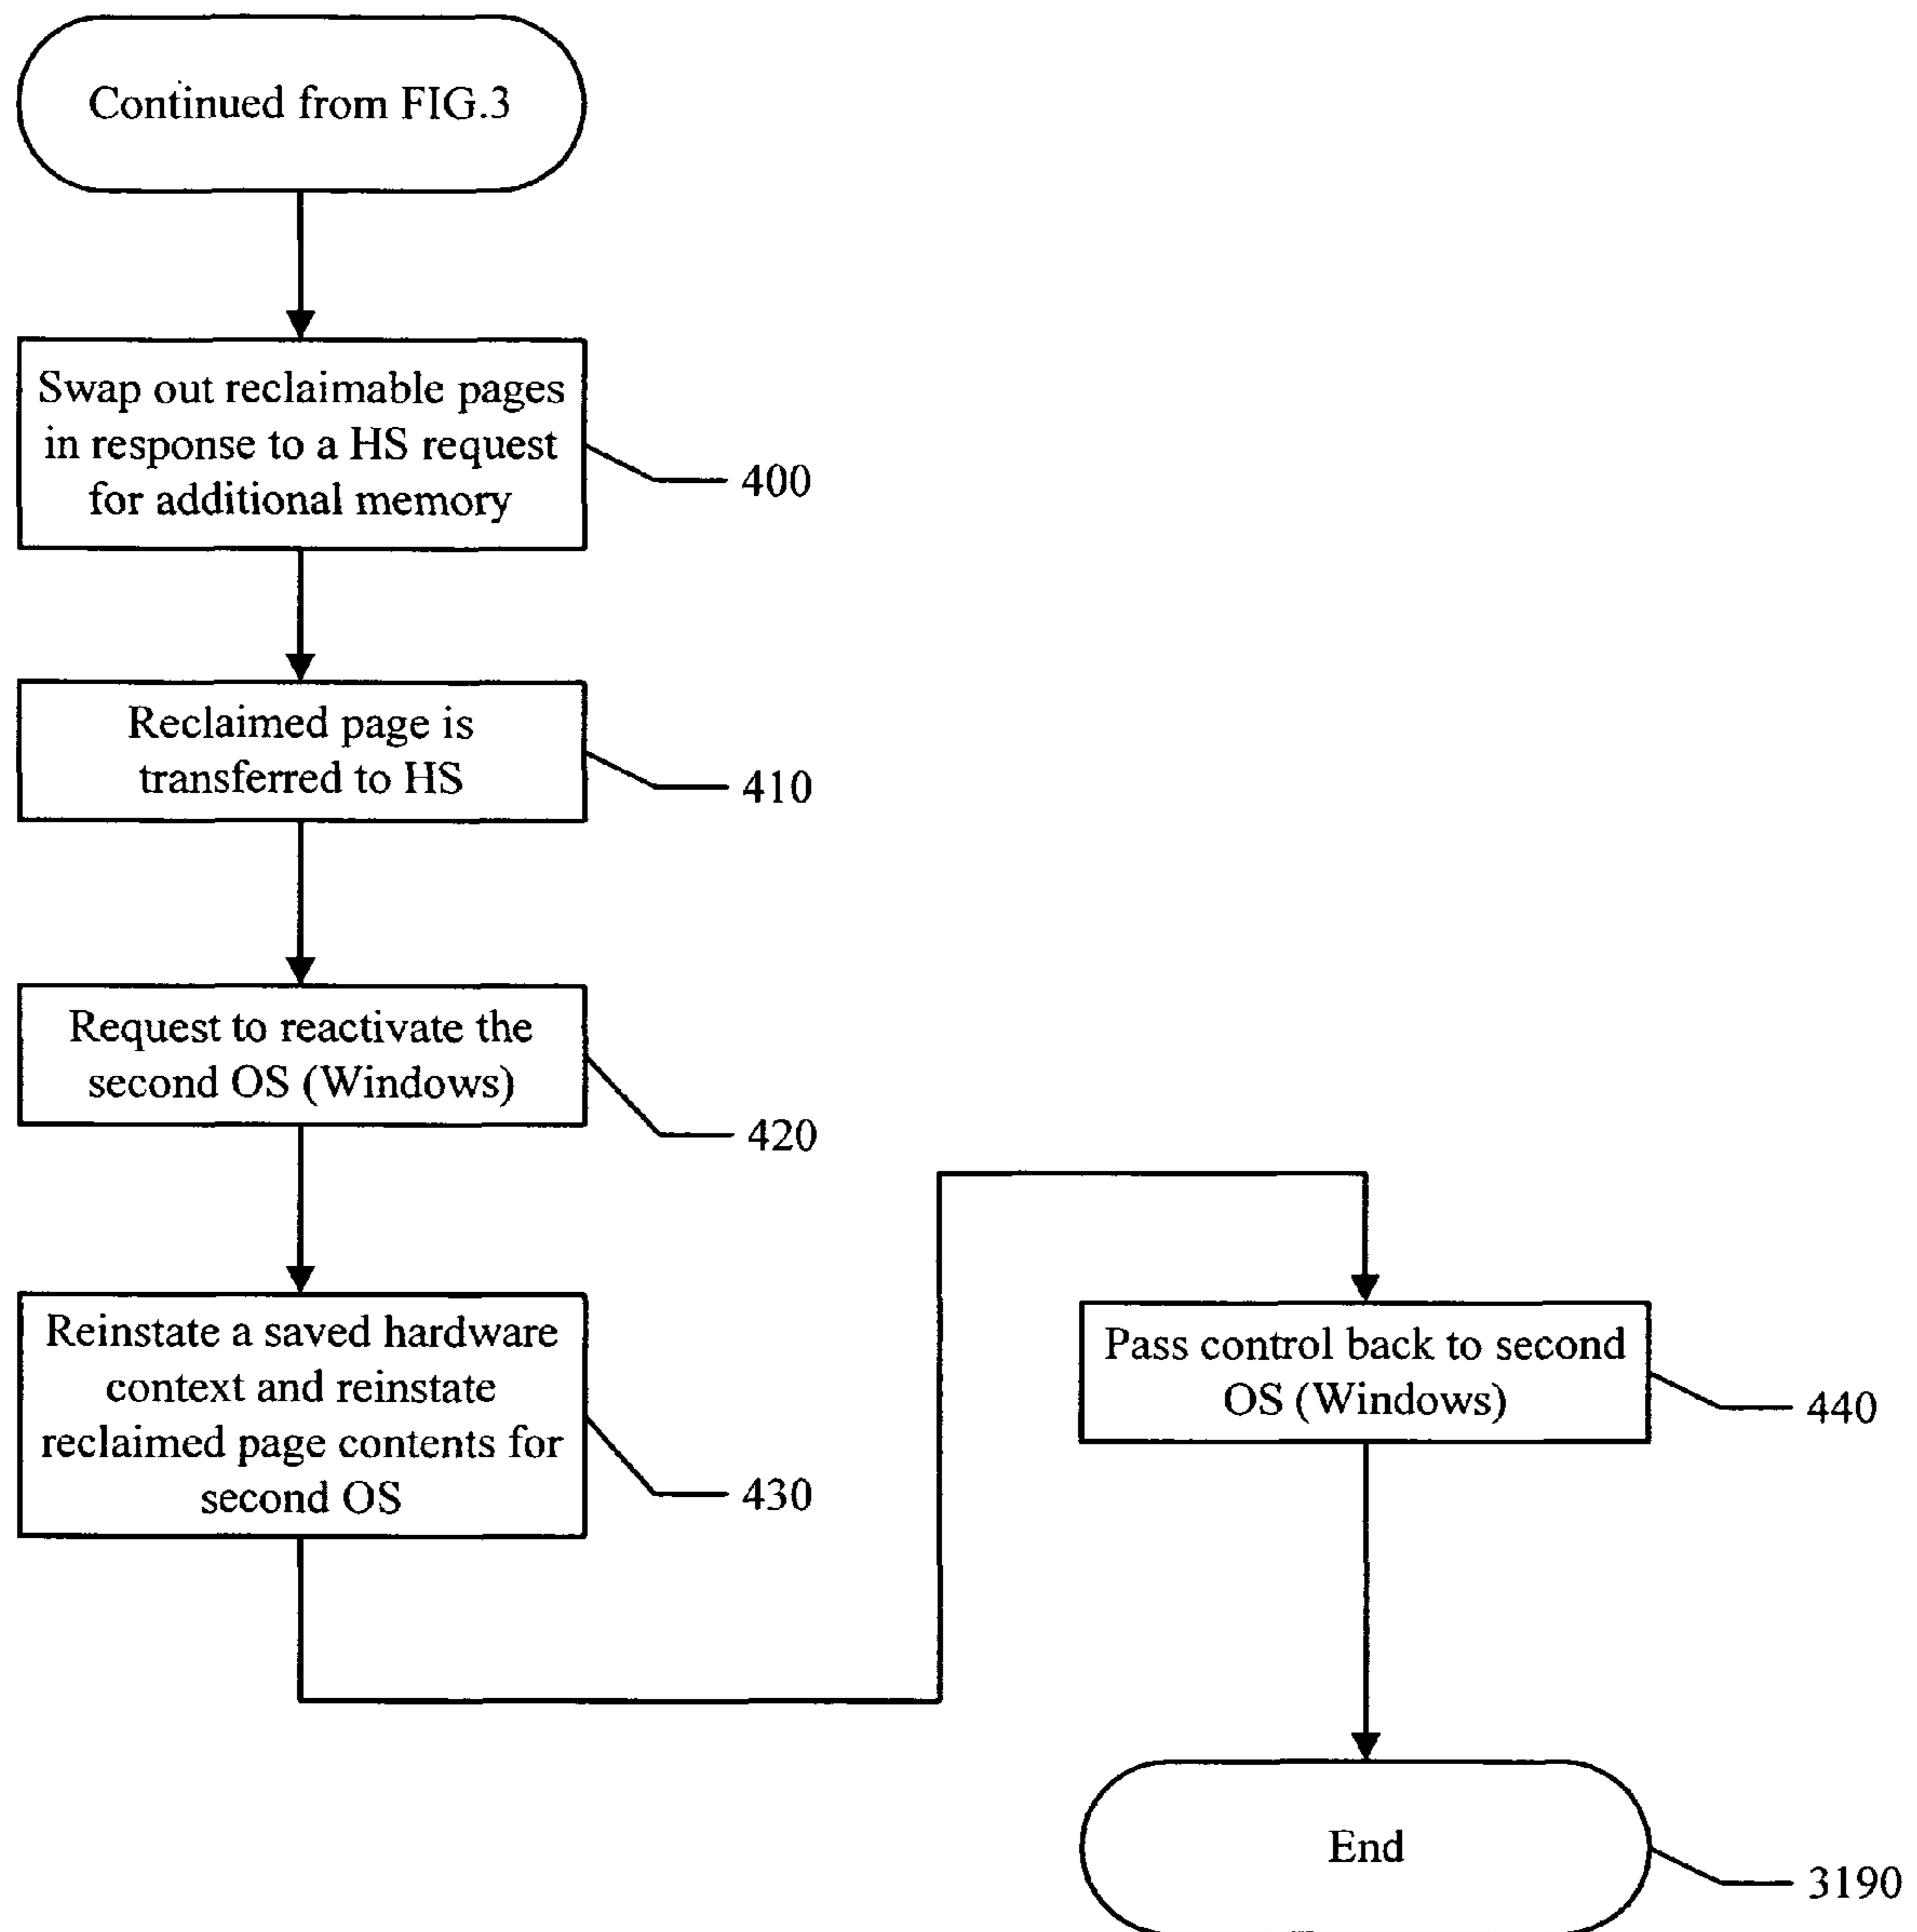 Continued from FIG.3
Swap out reclaimable pages
in response to a HS request
for additional memory
400
Reclaimed page is
transferred to HS
410
Request to reactivate the
second OS (Windows)
420
Reinstate a saved hardware
context and reinstate
reclaimed page contents for
second OS
430
Pass control back to second
OS (Windows)
440
End
3190